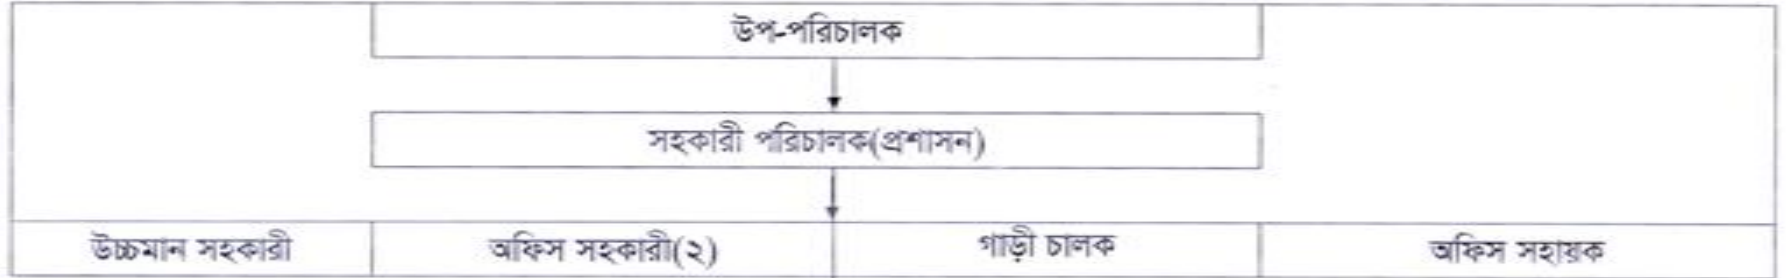 উপ-পরিচালক
সহকারী পরিচালক(প্রশাসন)
উচ্চমান সহকারী অফিস সহকারী(২) গাড়ী চালক অফিস সহায়ক